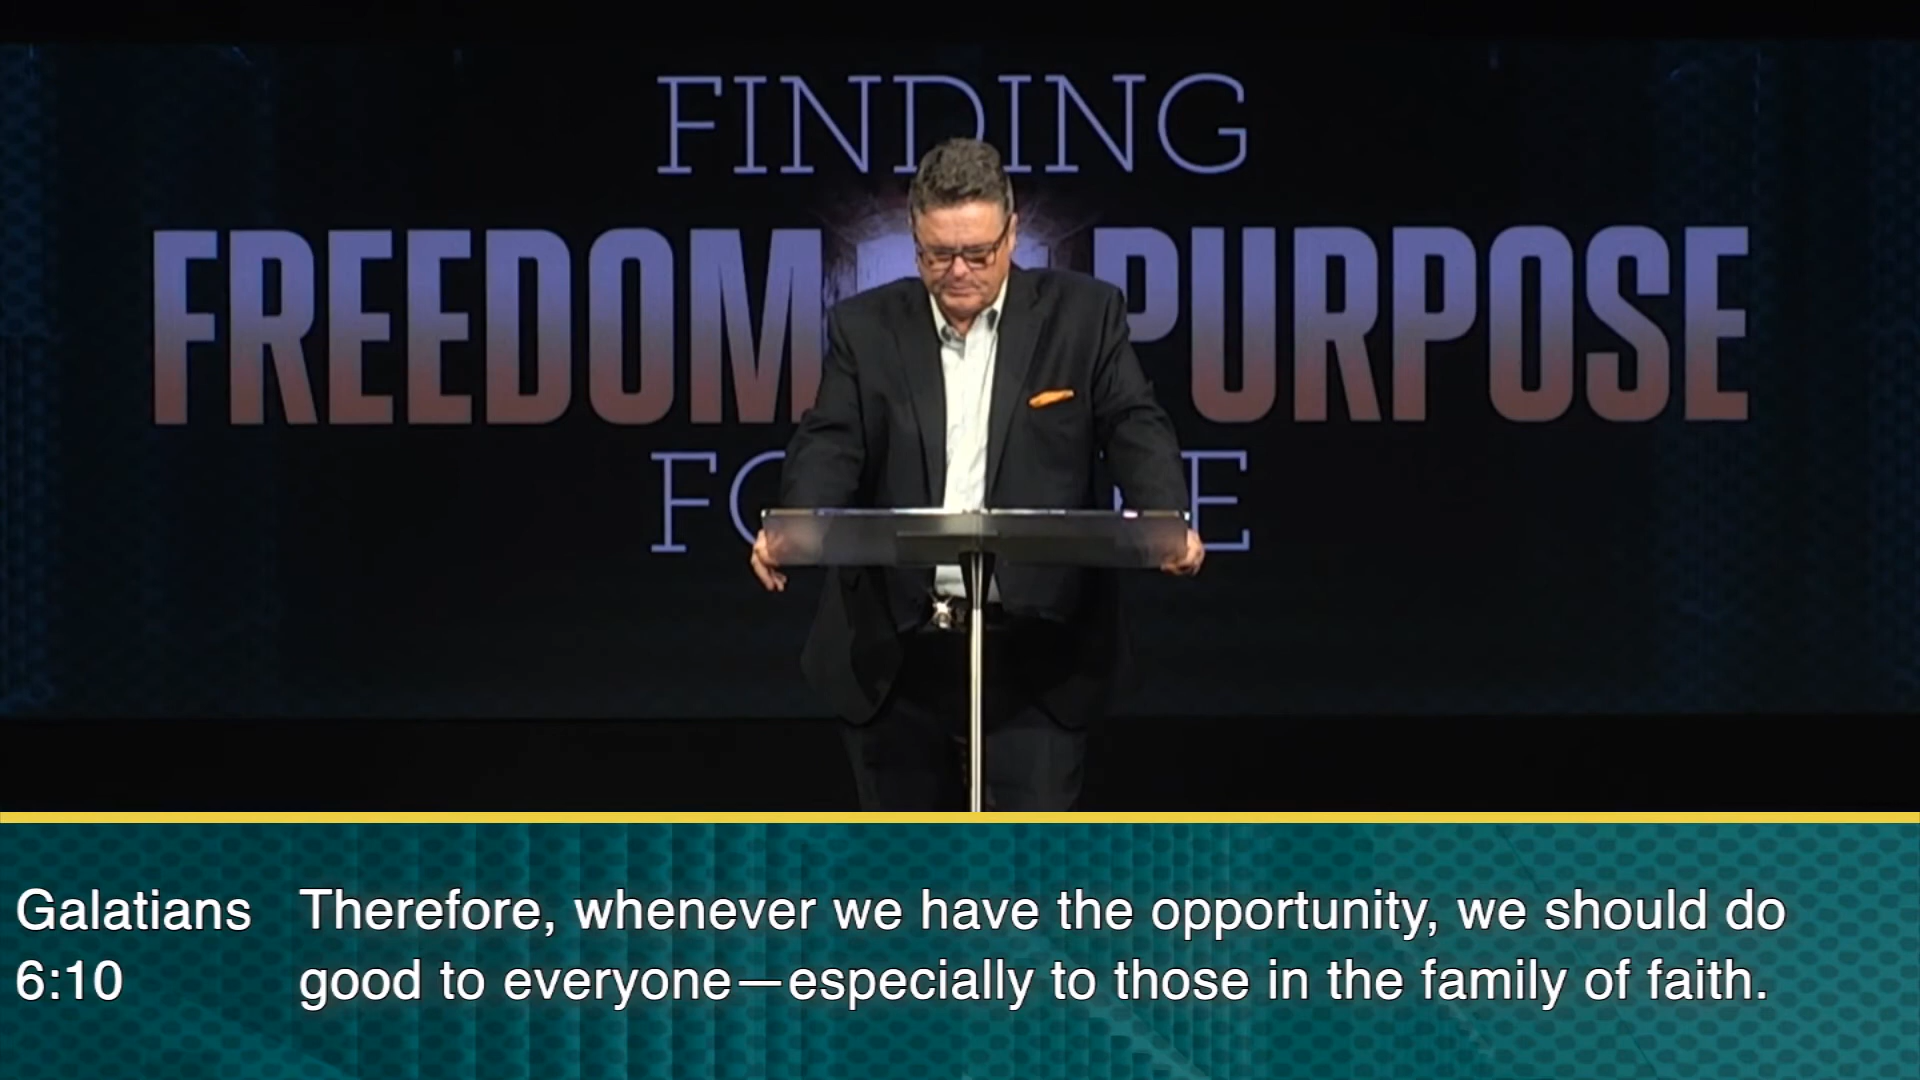 FINDING
FREEDOM PURPOSE
Galatians 6:10
Therefore, whenever we have the opportunity, we should do
good to everyone—especially to those in the family of faith.